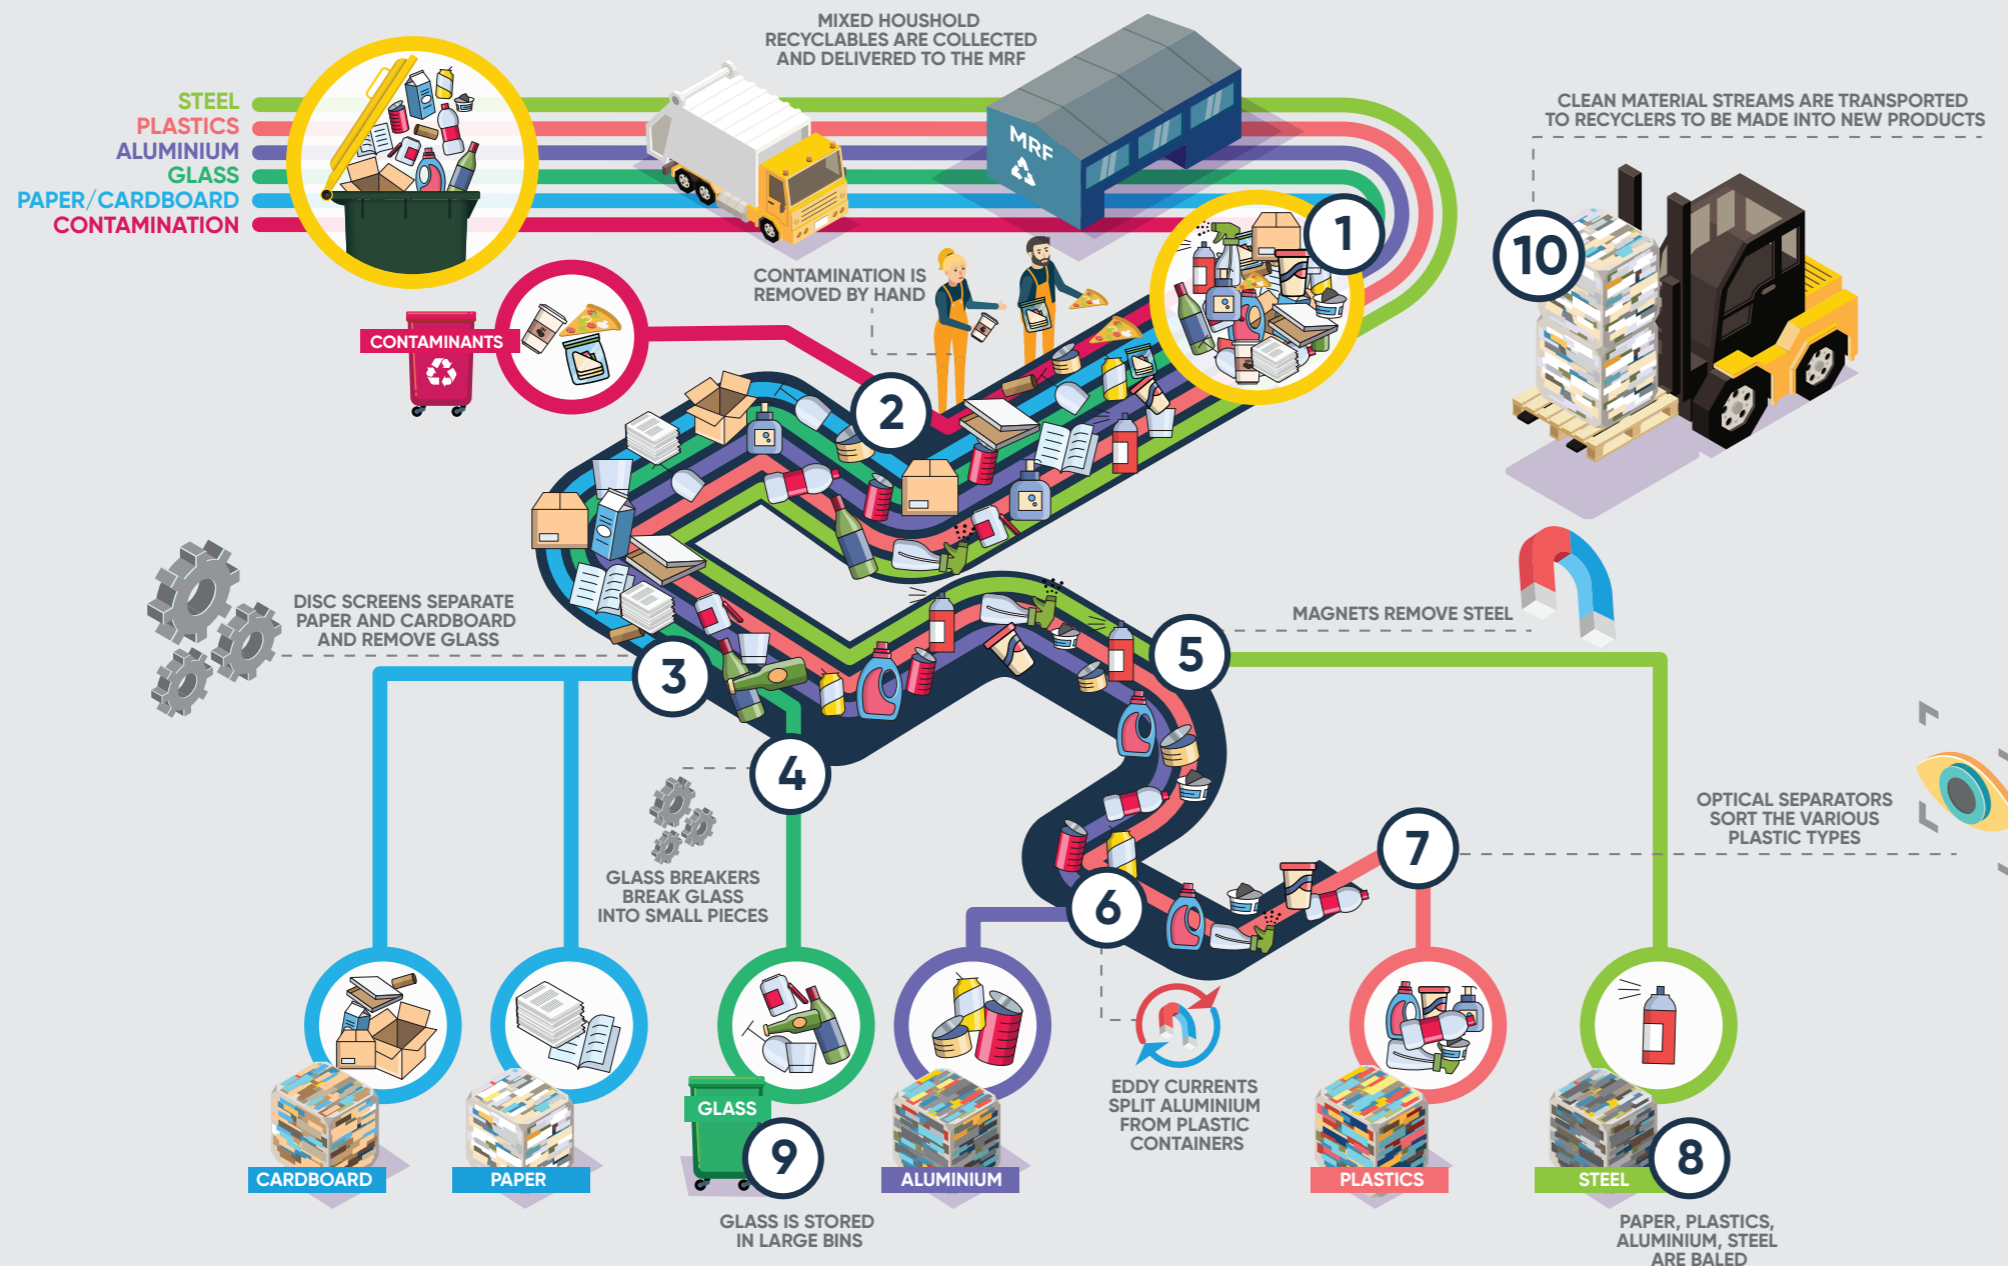 MIXED HOUSHOLD
RECYCLABLES ARE COLLECTED
AND DELIVERED TO THE MRF
STEEL
PLASTICS
ALUMINIUM
GLASS
PAPER/CARDBOARD
CONTAMINATION
MRF
1
CLEAN MATERIAL STREAMS ARE TRANSPORTED
TO RECYCLERS TO BE MADE INTO NEW PRODUCTS
10
CONTAMINATION IS
REMOVED BY HAND
CONTAMINANTS
2
DISC SCREENS SEPARATE
PAPER AND CARDBOARD
AND REMOVE GLASS
3
MAGNETS REMOVE STEEL
5
4
GLASS BREAKERS
BREAK GLASS
INTO SMALL PIECES
OPTICAL SEPARATORS
SORT THE VARIOUS
PLASTIC TYPES
7
6
EDDY CURRENTS
SPLIT ALUMINIUM
FROM PLASTIC
CONTAINERS
CARDBOARD
PAPER
GLASS
9
ALUMINIUM
PLASTICS
STEEL
8
GLASS IS STORED
IN LARGE BINS
PAPER, PLASTICS,
ALUMINIUM, STEEL
ARE BALED